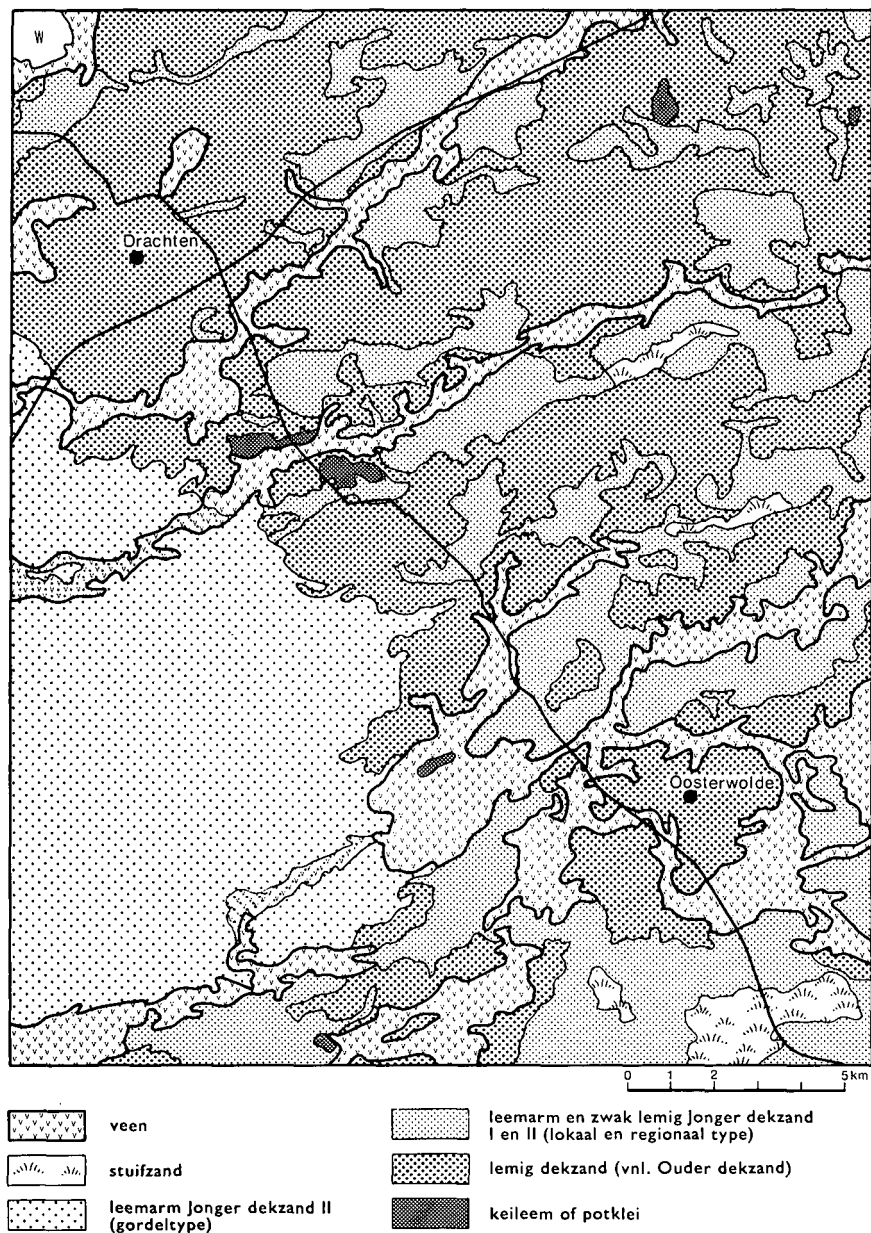 W
Drachten
Oosterwolde
0 1 2 5km
veen
stuifzand
leemarm Jonger dekzand II
(gordeltype)
leemarm en zwak lemig Jonger dekzand
I en II (lokaal en regionaal type)
lemig dekzand (vnl. Ouder dekzand)
keileem of potklei